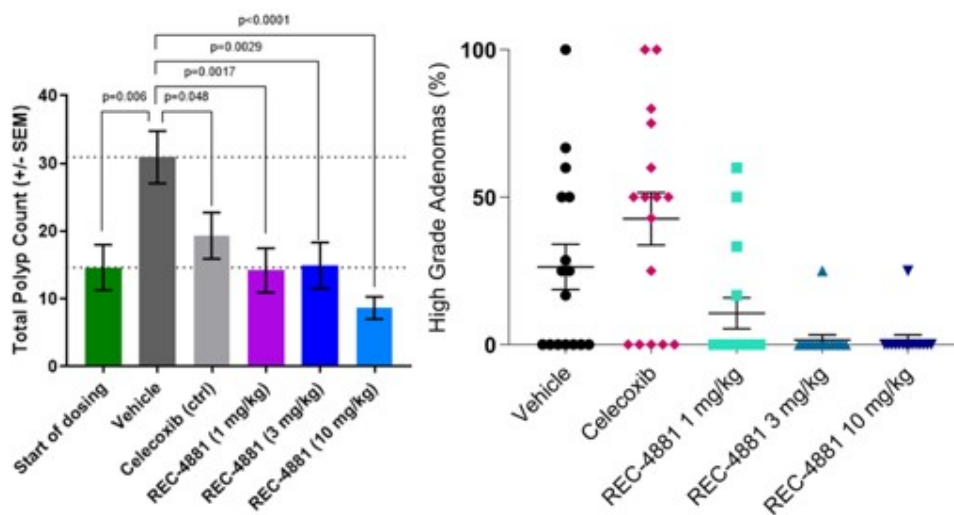 p<0.0001
p=0.0029
p=0.0017
p=0.006
p=0.048
Total Polyp Count (+/- SEM)
40
30
20
10
0
Start of dosing
Vehicle
Celecoxib (ctrl)
REC-4881 (1 mg/kg)
REC-4881 (3 mg/kg)
REC-4881 (10 mg/kg)
High Grade Adenomas (%)
100
50
0
Vehicle
Celecoxib
REC-4881 1 mg/kg
REC-4881 3 mg/kg
REC-4881 10 mg/kg